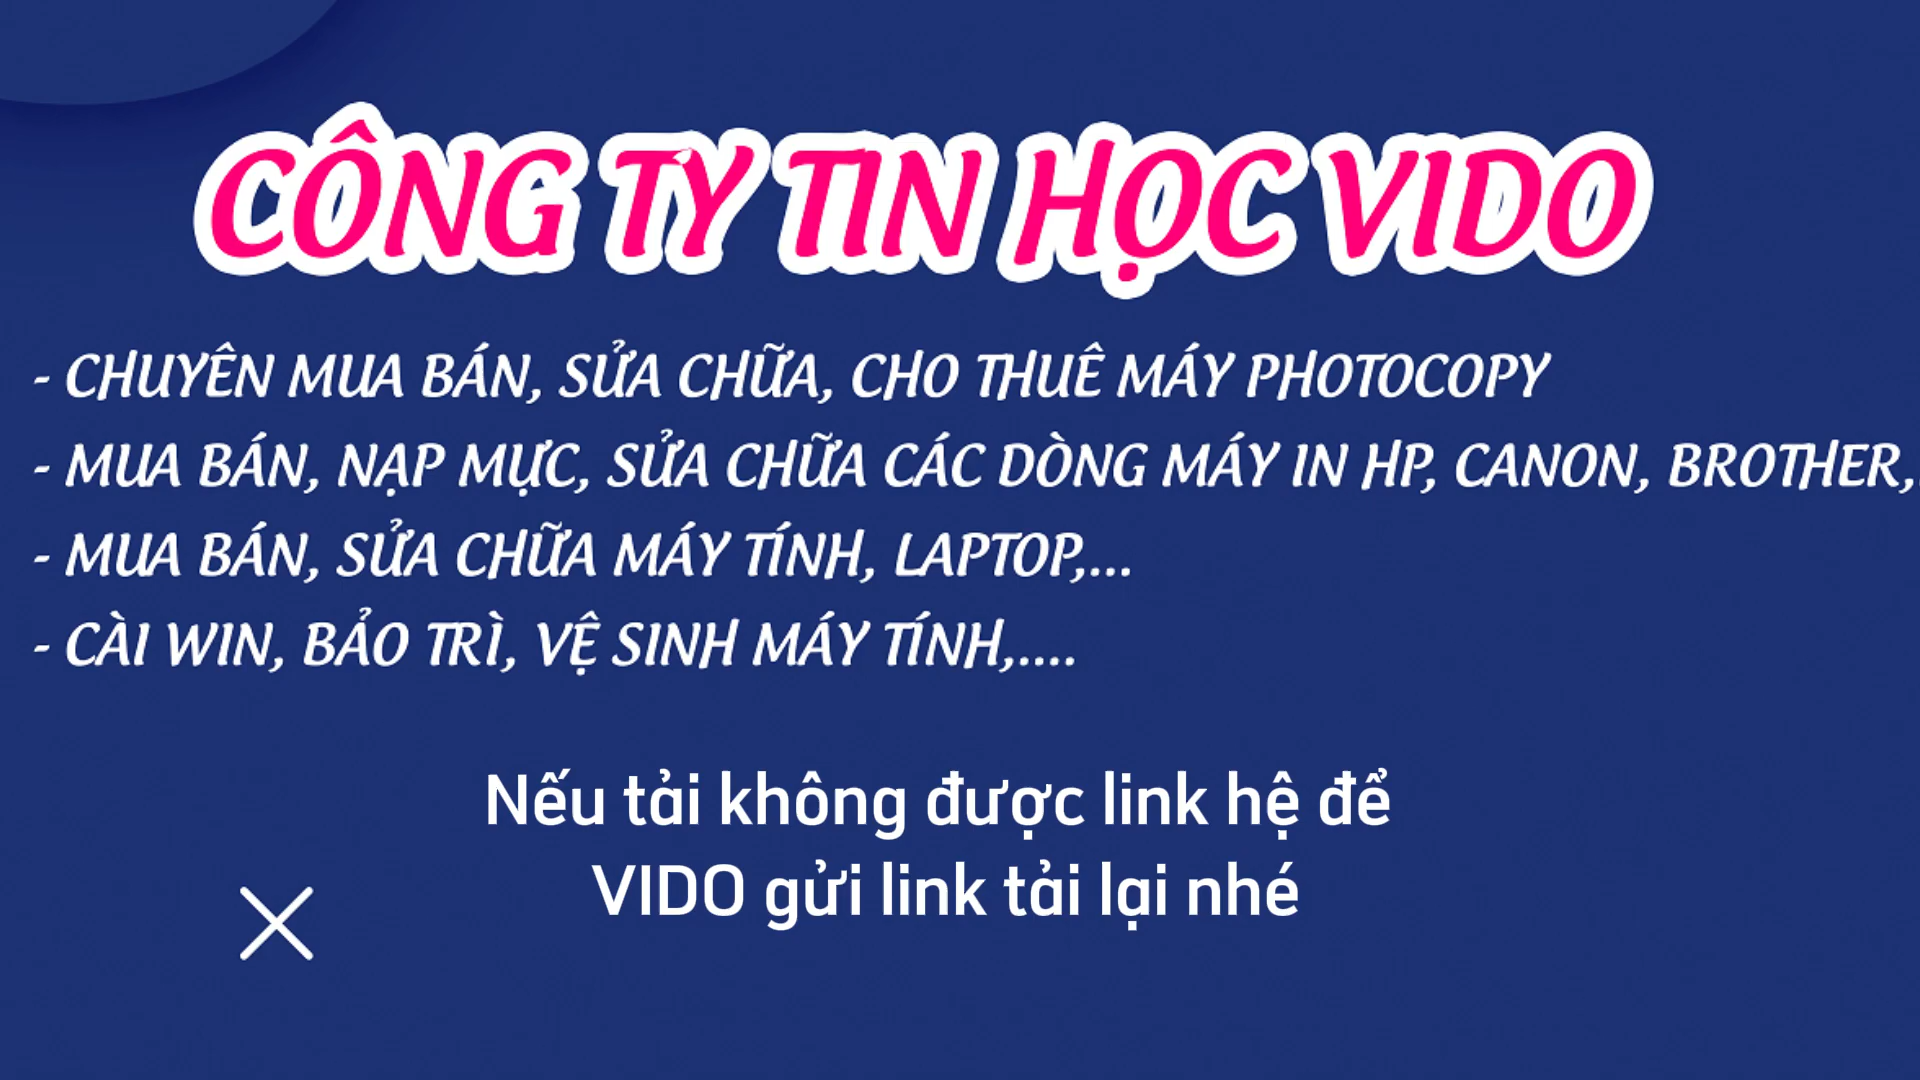 CÔNG TY TIN HỌC VIDO
- CHUYÊN MUA BÁN, SỬA CHỮA, CHO THUÊ MÁY PHOTOCOPY
- MUA BÁN, NẠP MỰC, SỬA CHỮA CÁC DÒNG MÁY IN HP, CANON, BROTHER,.
- MUA BÁN, SỬA CHỮA MÁY TÍNH, LAPTOP,...
- CÀI WIN, BẢO TRÌ, VỆ SINH MÁY TÍNH,....
Nếu tải không được link hệ để
VIDO gửi link tải lại nhé